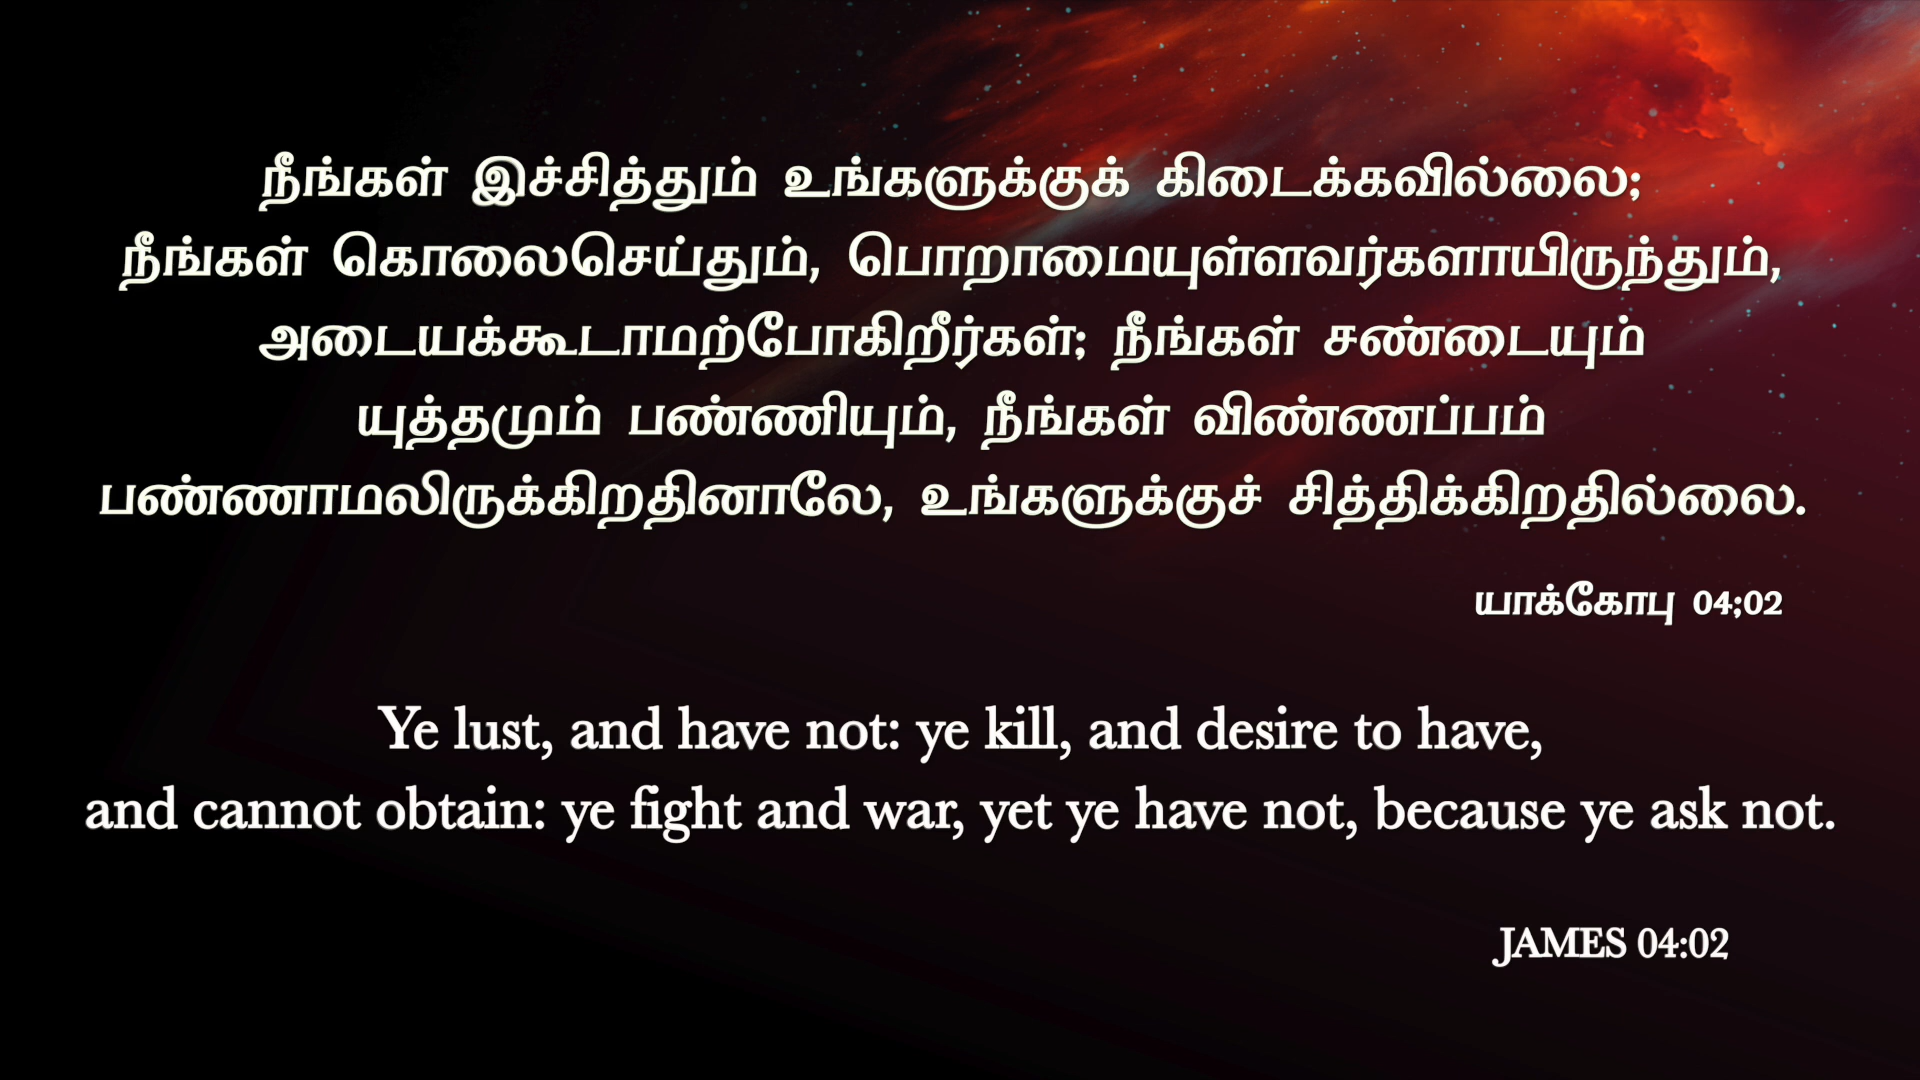 நீங்கள் இச்சித்தும் உங்களுக்குக் கிடைக்கவில்லை;
நீங்கள் கொலைசெய்தும், பொறாமையுள்ளவர்களாயிருந்தும்,
அடையக்கூடாமற்போகிறீர்கள்; நீங்கள் சண்டையும்
யுத்தமும் பண்ணியும், நீங்கள் விண்ணப்பம்
பண்ணாமலிருக்கிறதினாலே, உங்களுக்குச் சித்திக்கிறதில்லை.
யாக்கோபு 04;02
Ye lust, and have not: ye kill, and desire to have,
and cannot obtain: ye fight and war, yet ye have not, because ye ask not.
JAMES 04:02